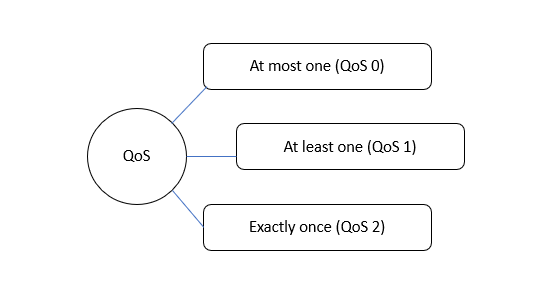 At most one (QoS 0)
QoS
At least one (QoS 1)
Exactly once (QoS 2)